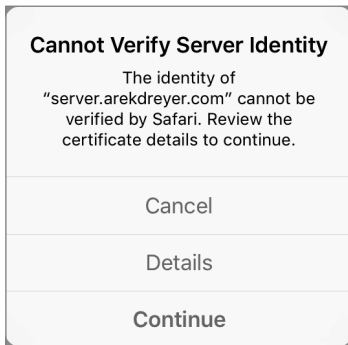 Cannot Verify Server Identity
The identity of
“server.arekdreyer.com” cannot be
verified by Safari. Review the
certificate details to continue.
Cancel
Details
Continue